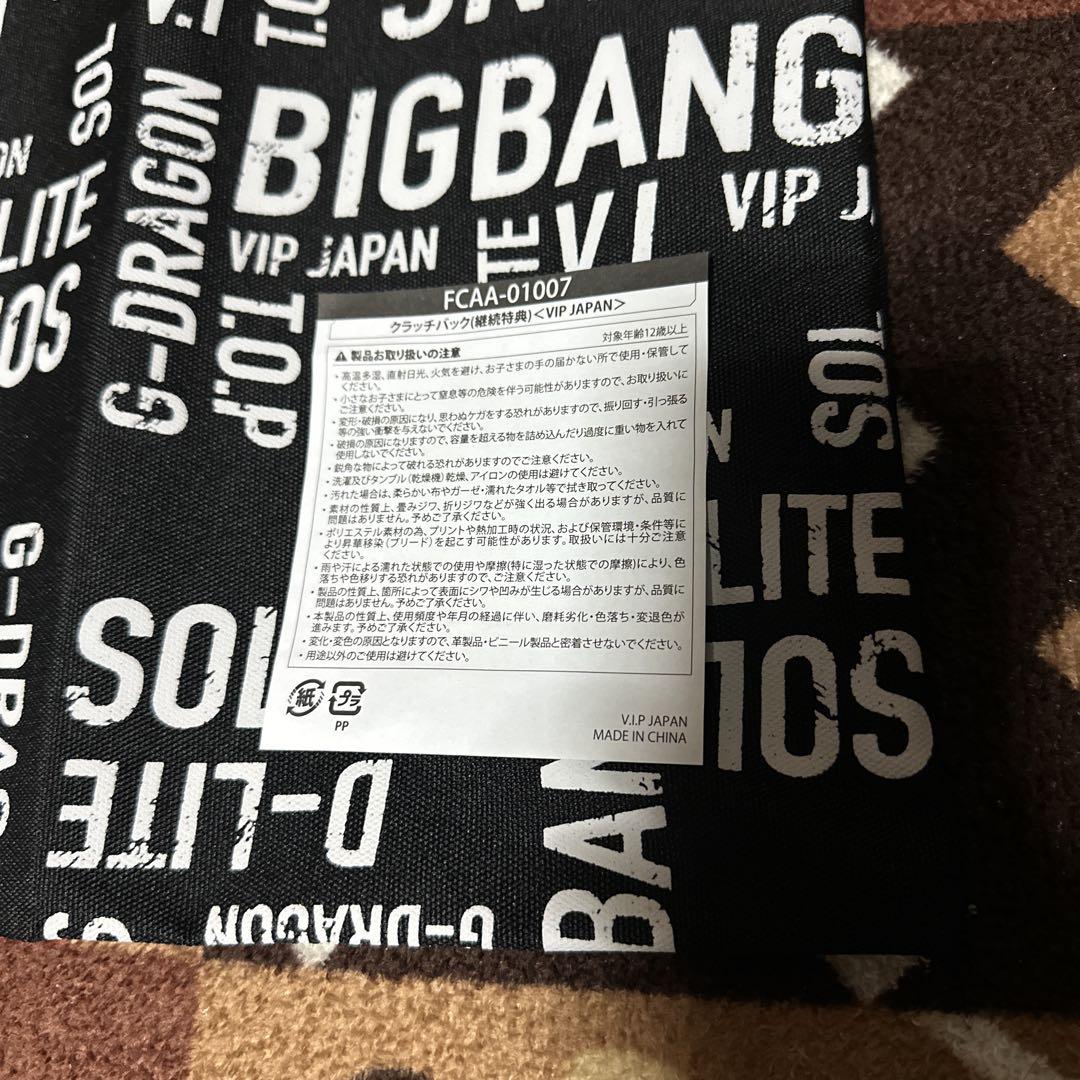 SOL
BIGBANG
G-DRAGON
LITE
VIP JAPAN
VIP J
T.O.P
VI
SOL
FCAA-01007
クラッチバック(継続特典)<VIP JAPAN>
対象年齢12歳以上
製品お取り扱いの注意
・高温多湿、直射日光、火気を避け、お子さまの手の届かない所で使用・保管して
ください。
・小さなお子さまにとって窒息等の危険を伴う可能性がありますので、お取り扱いに
ご注意ください。
・変形・破損の原因になり、思わぬケガをする恐れがありますので、振り回す・引っ張る
等の強い衝撃を与えないでください。
・破損の原因になりますので、容量を超える物を詰め込んだり過度に重い物を入れて
使用しないでください。
・鋭角な物によって破れる恐れがありますのでご注意ください。
・洗濯及びタンブル(乾燥機)乾燥、アイロンの使用は避けてください。
・汚れた場合は、柔らかい布やガーゼ・濡れたタオル等で拭き取ってください。
・素材の性質上、畳みジワ、折りジワなどが強く出る場合がありますが、品質に
問題はありません。予めご了承ください。
・ポリエステル素材の為、プリントや熱加工時の状況、および保管環境・条件等に
より昇華移染(ブリード)を起こす可能性があります。取扱いには十分ご注意
ください。
・雨や汗による濡れた状態での使用や摩擦(特に湿った状態での摩擦)により、色
落ちや色移りする恐れがありますので、ご注意ください。
・製品の性質上、箇所によって表面にシワや凹みが生じる場合がありますが、品質に
問題はありません。予めご了承ください。
・本製品の性質上、使用頻度や年月の経過に伴い、磨耗劣化・色落ち・変退色が
進みます。予めご了承ください。
・変化・変色の原因となりますので、革製品・ビニール製品と密着させないでください。
・用途以外のご使用は避けてください。
紙
プラ
PP
V.I.P JAPAN
MADE IN CHINA
LITE
SOL
SOL
D-LITE
G-DRAGON
BAN